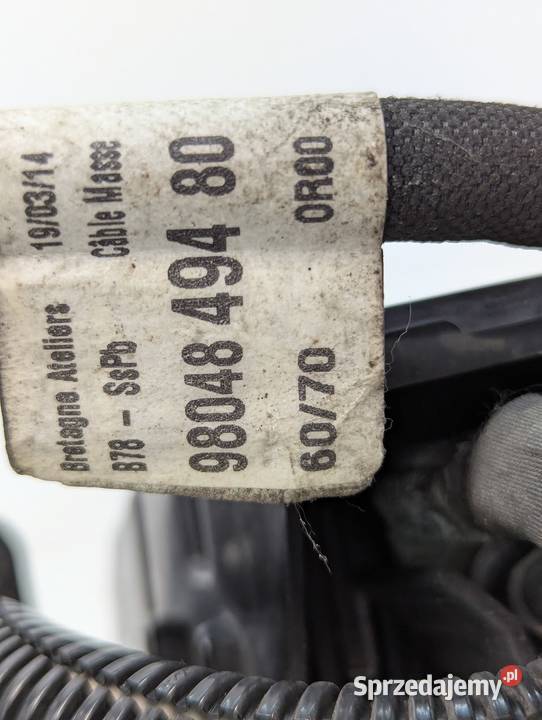 Bretagne Ateliers 19/03/14
B78 - SsPb Câble Masse
98048 494 80
60/70 0R00
Sprzedajemy.pl